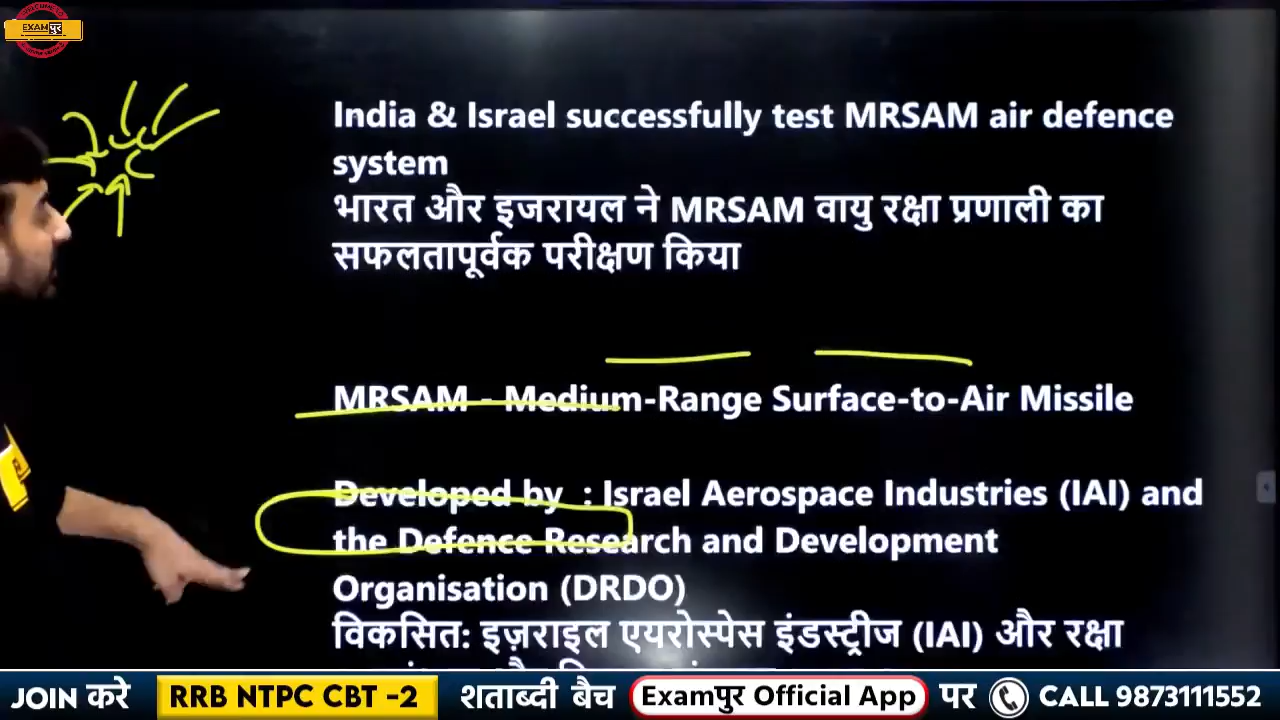 WELCOME TO
EXAMपुर
India & Israel successfully test MRSAM air defence
system
भारत और इजरायल ने MRSAM वायु रक्षा प्रणाली का
सफलतापूर्वक परीक्षण किया
MRSAM - Medium-Range Surface-to-Air Missile
Developed by : Israel Aerospace Industries (IAI) and
the Defence Research and Development
Organisation (DRDO)
विकसित: इज़राइल एयरोस्पेस इंडस्ट्रीज (IAI) और रक्षा
JOIN करे RRB NTPC CBT -2 शताब्दी बैच Examपुर Official App पर CALL 9873111552